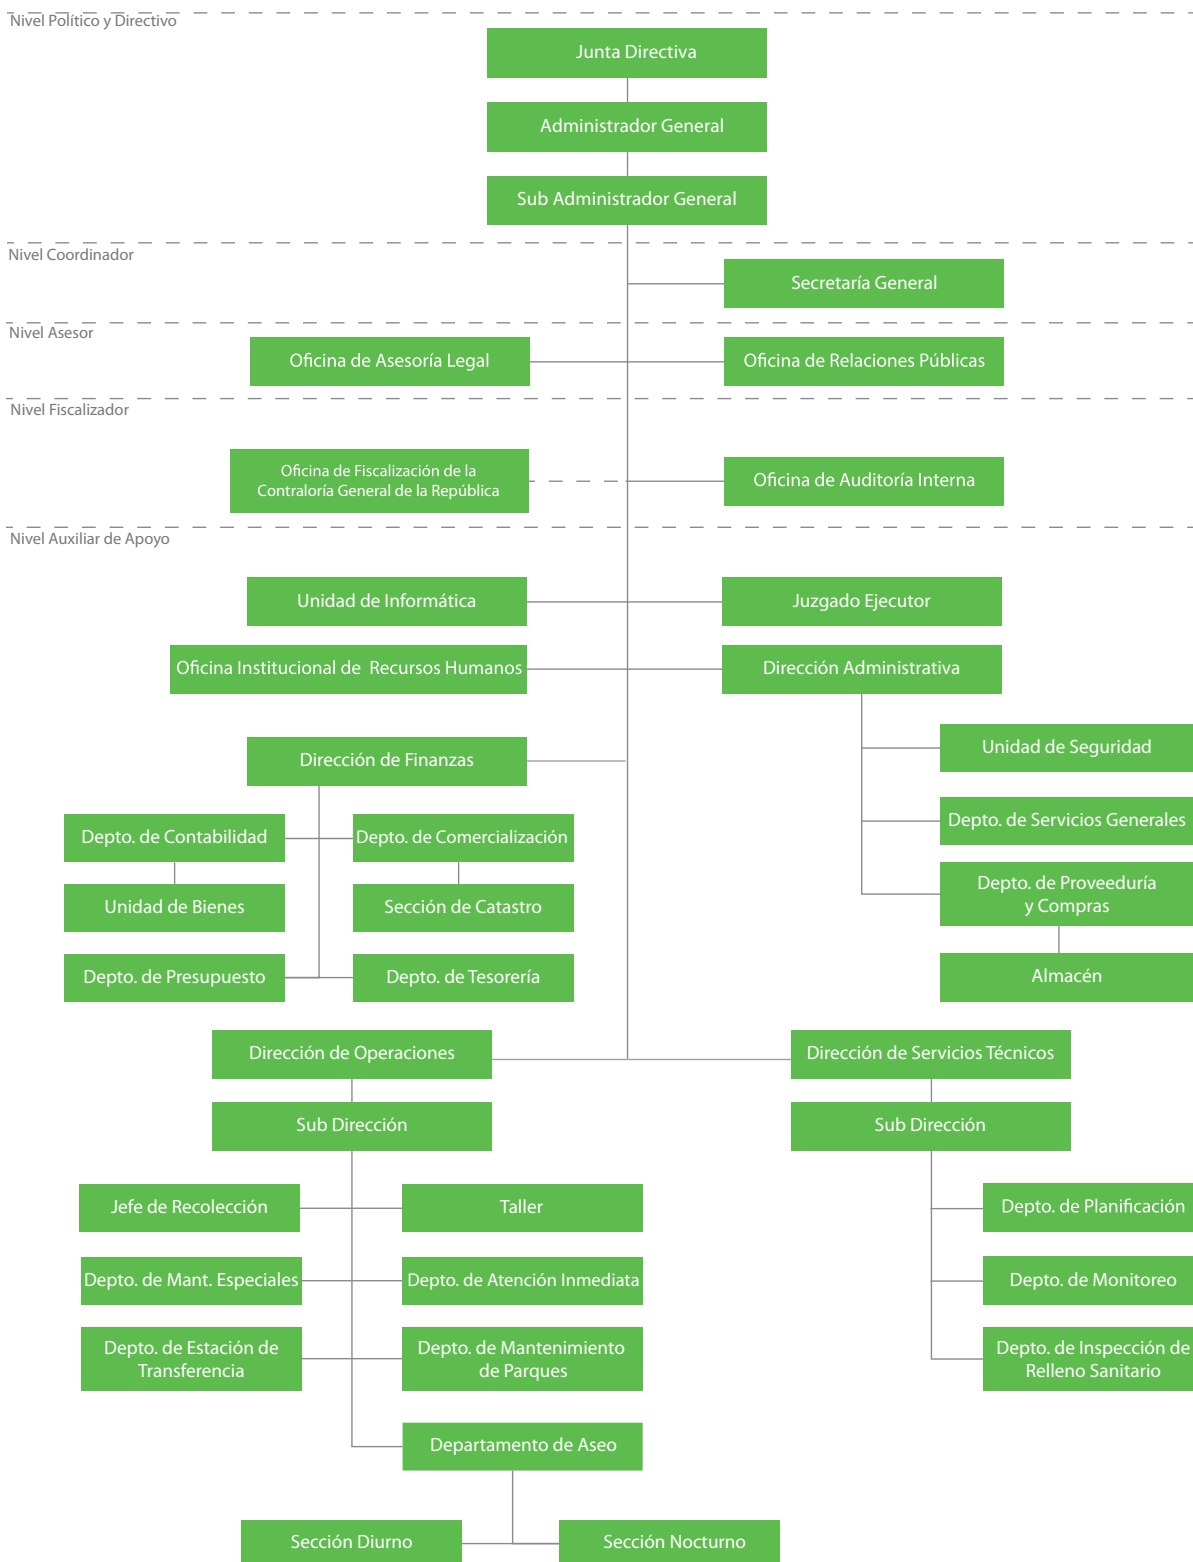 Nivel Político y Directivo
Junta Directiva
Administrador General
Sub Administrador General
Nivel Coordinador
Secretaría General
Nivel Asesor
Oficina de Asesoría Legal
Oficina de Relaciones Públicas
Nivel Fiscalizador
Oficina de Fiscalización de la
Contraloría General de la República
Oficina de Auditoría Interna
Nivel Auxiliar de Apoyo
Unidad de Informática
Juzgado Ejecutor
Oficina Institucional de Recursos Humanos
Dirección Administrativa
Unidad de Seguridad
Depto. de Servicios Generales
Depto. de Proveeduría
y Compras
Almacén
Dirección de Finanzas
Depto. de Contabilidad
Depto. de Comercialización
Unidad de Bienes
Sección de Catastro
Depto. de Presupuesto
Depto. de Tesorería
Dirección de Operaciones
Dirección de Servicios Técnicos
Sub Dirección
Sub Dirección
Jefe de Recolección
Taller
Depto. de Mant. Especiales
Depto. de Atención Inmediata
Depto. de Estación de
Transferencia
Depto. de Mantenimiento
de Parques
Departamento de Aseo
Sección Diurno
Sección Nocturno
Depto. de Planificación
Depto. de Monitoreo
Depto. de Inspección de
Relleno Sanitario